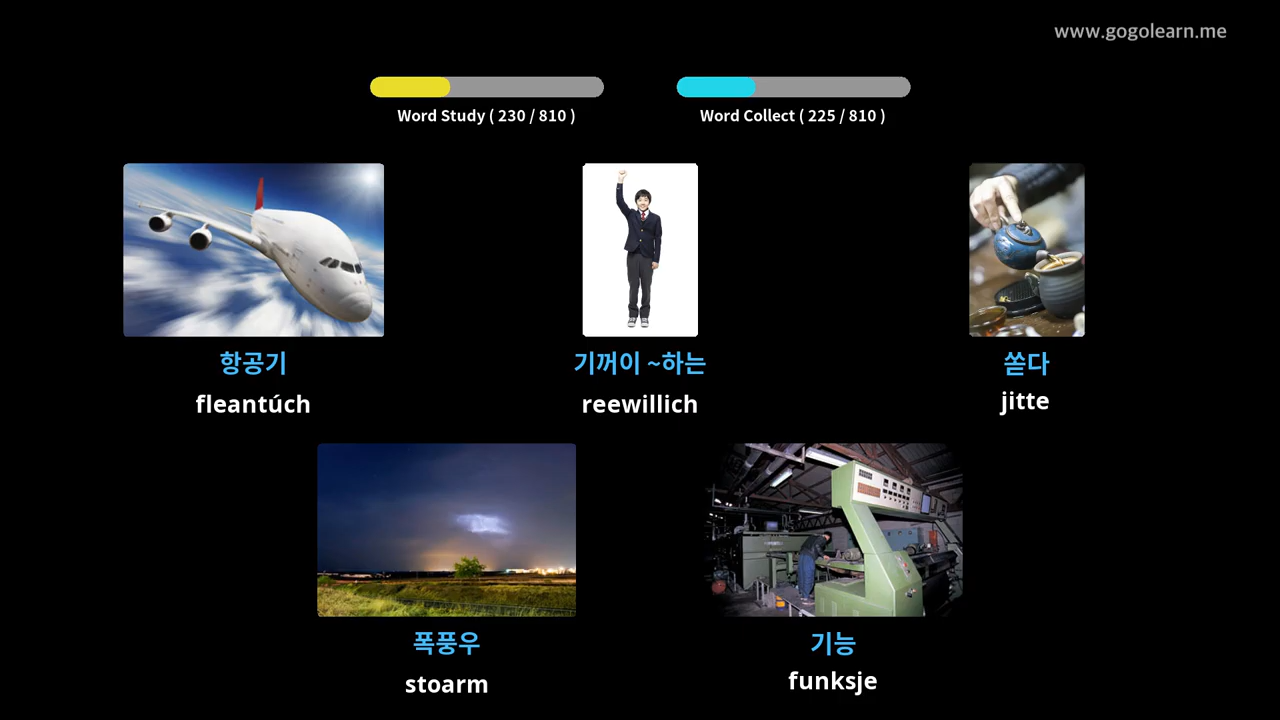 www.gogolearn.me
Word Study ( 230 / 810 )
Word Collect ( 225 / 810 )
항공기
기꺼이 ~하는
쏟다
fleantúch
reewillich
jitte
폭풍우
기능
stoarm
funksje